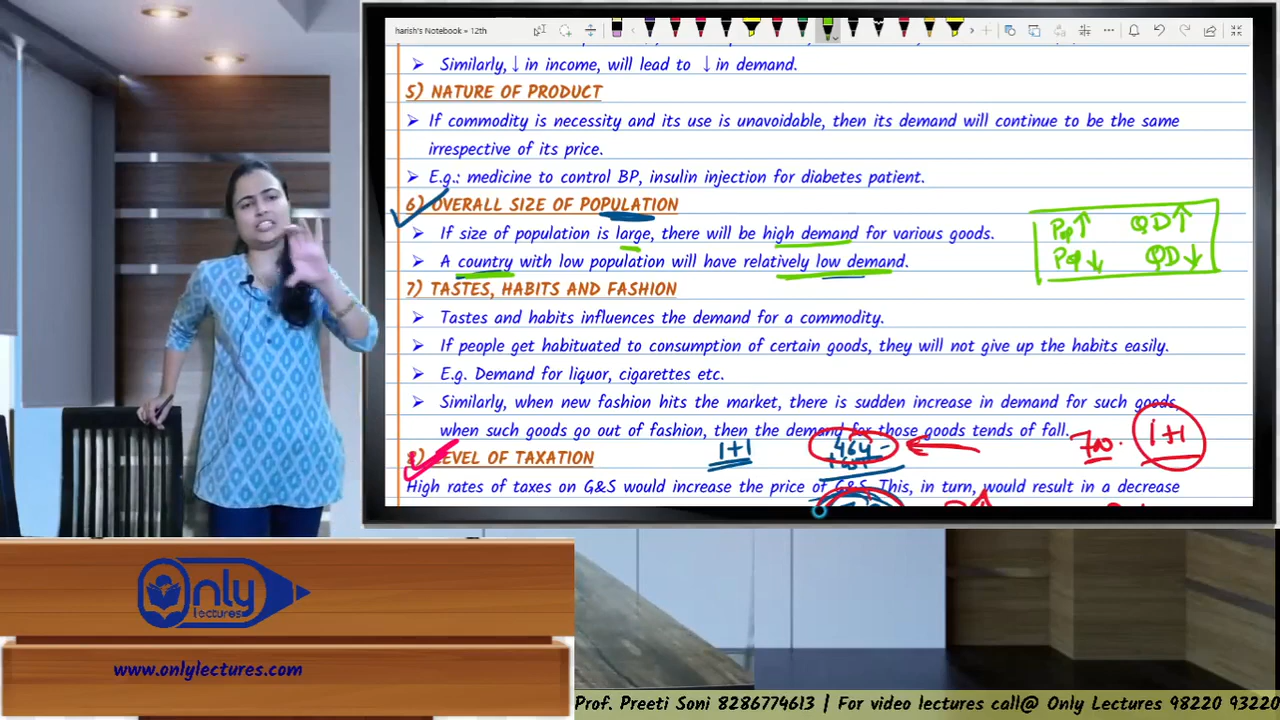 harish's Notebook » 12th
➢ Similarly, ↓ in income, will lead to ↓ in demand.
5) NATURE OF PRODUCT
➢ If commodity is necessity and its use is unavoidable, then its demand will continue to be the same
irrespective of its price.
➢ E.g.: medicine to control BP, insulin injection for diabetes patient.
6) OVERALL SIZE OF POPULATION
➢ If size of population is large, there will be high demand for various goods.
➢ A country with low population will have relatively low demand.
Pop↑ QD↑
Pop↓ QD↓
7) TASTES, HABITS AND FASHION
➢ Tastes and habits influences the demand for a commodity.
➢ If people get habituated to consumption of certain goods, they will not give up the habits easily.
➢ E.g. Demand for liquor, cigarettes etc.
➢ Similarly, when new fashion hits the market, there is sudden increase in demand for such goods,
when such goods go out of fashion, then the demand for those goods tends of fall.
1+1 464 700 1+1
8) LEVEL OF TAXATION
High rates of taxes on G&S would increase the price of G&S. This, in turn, would result in a decrease
Only
lectures
www.onlylectures.com
Prof. Preeti Soni 8286774613 | For video lectures call@ Only Lectures 98220 93220